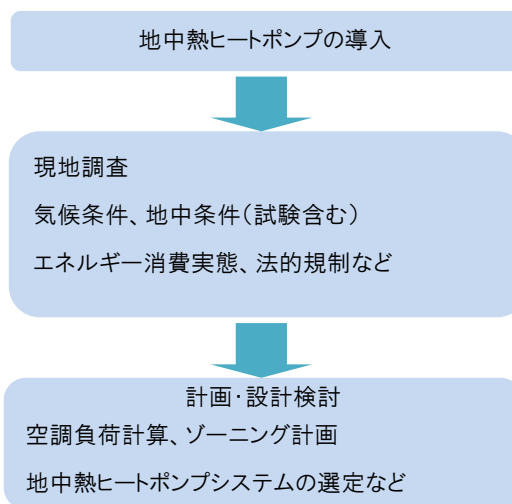 地中熱ヒートポンプの導入
現地調査
気候条件、地中条件(試験含む)
エネルギー消費実態、法的規制など
計画・設計検討
空調負荷計算、ゾーニング計画
地中熱ヒートポンプシステムの選定など